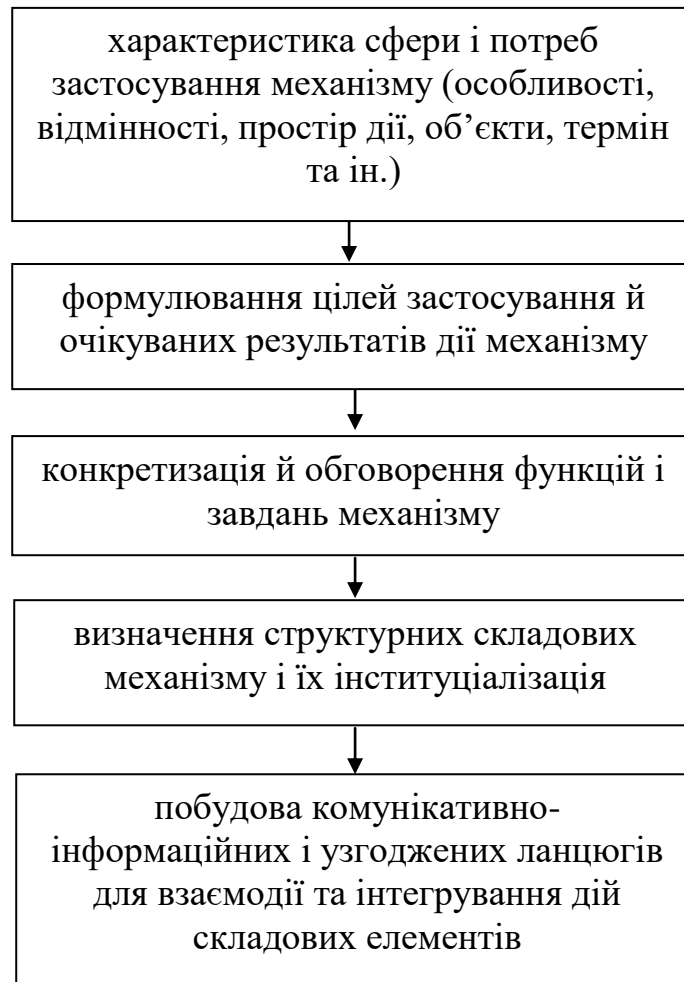 характеристика сфери і потреб
застосування механізму (особливості,
відмінності, простір дії, об’єкти, термін
та ін.)
формулювання цілей застосування й
очікуваних результатів дії механізму
конкретизація й обговорення функцій і
завдань механізму
визначення структурних складових
механізму і їх інституціалізація
побудова комунікативно-
інформаційних і узгоджених ланцюгів
для взаємодії та інтегрування дій
складових елементів